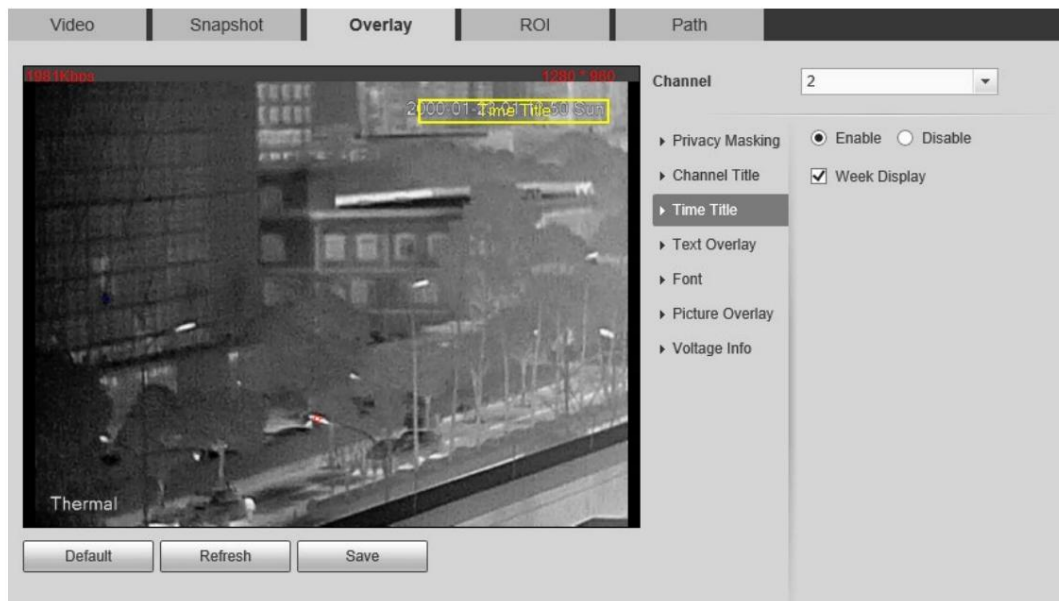 Video Snapshot Overlay ROI Path
1981Kbps 1280 * 960
Time Title
Thermal
Default Refresh Save
Channel 2
Privacy Masking
Channel Title
Time Title
Text Overlay
Font
Picture Overlay
Voltage Info
Enable Disable
Week Display